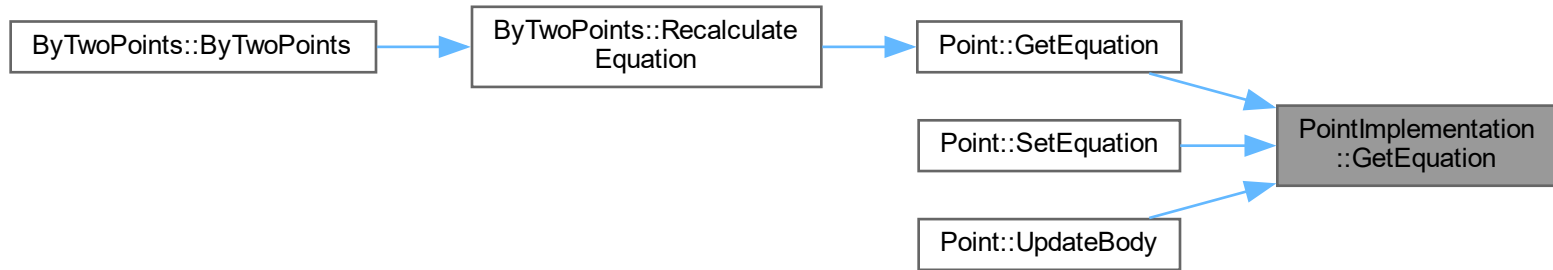 ByTwoPoints::ByTwoPoints
ByTwoPoints::Recalculate
Equation
Point::GetEquation
Point::SetEquation
Point::UpdateBody
PointImplementation
::GetEquation